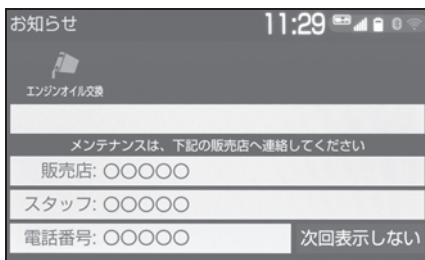 お知らせ 11:29
エンジンオイル交換
メンテナンスは、下記の販売店へ連絡してください
販売店: ○○○○○
スタッフ: ○○○○○
電話番号: ○○○○○ 次回表示しない